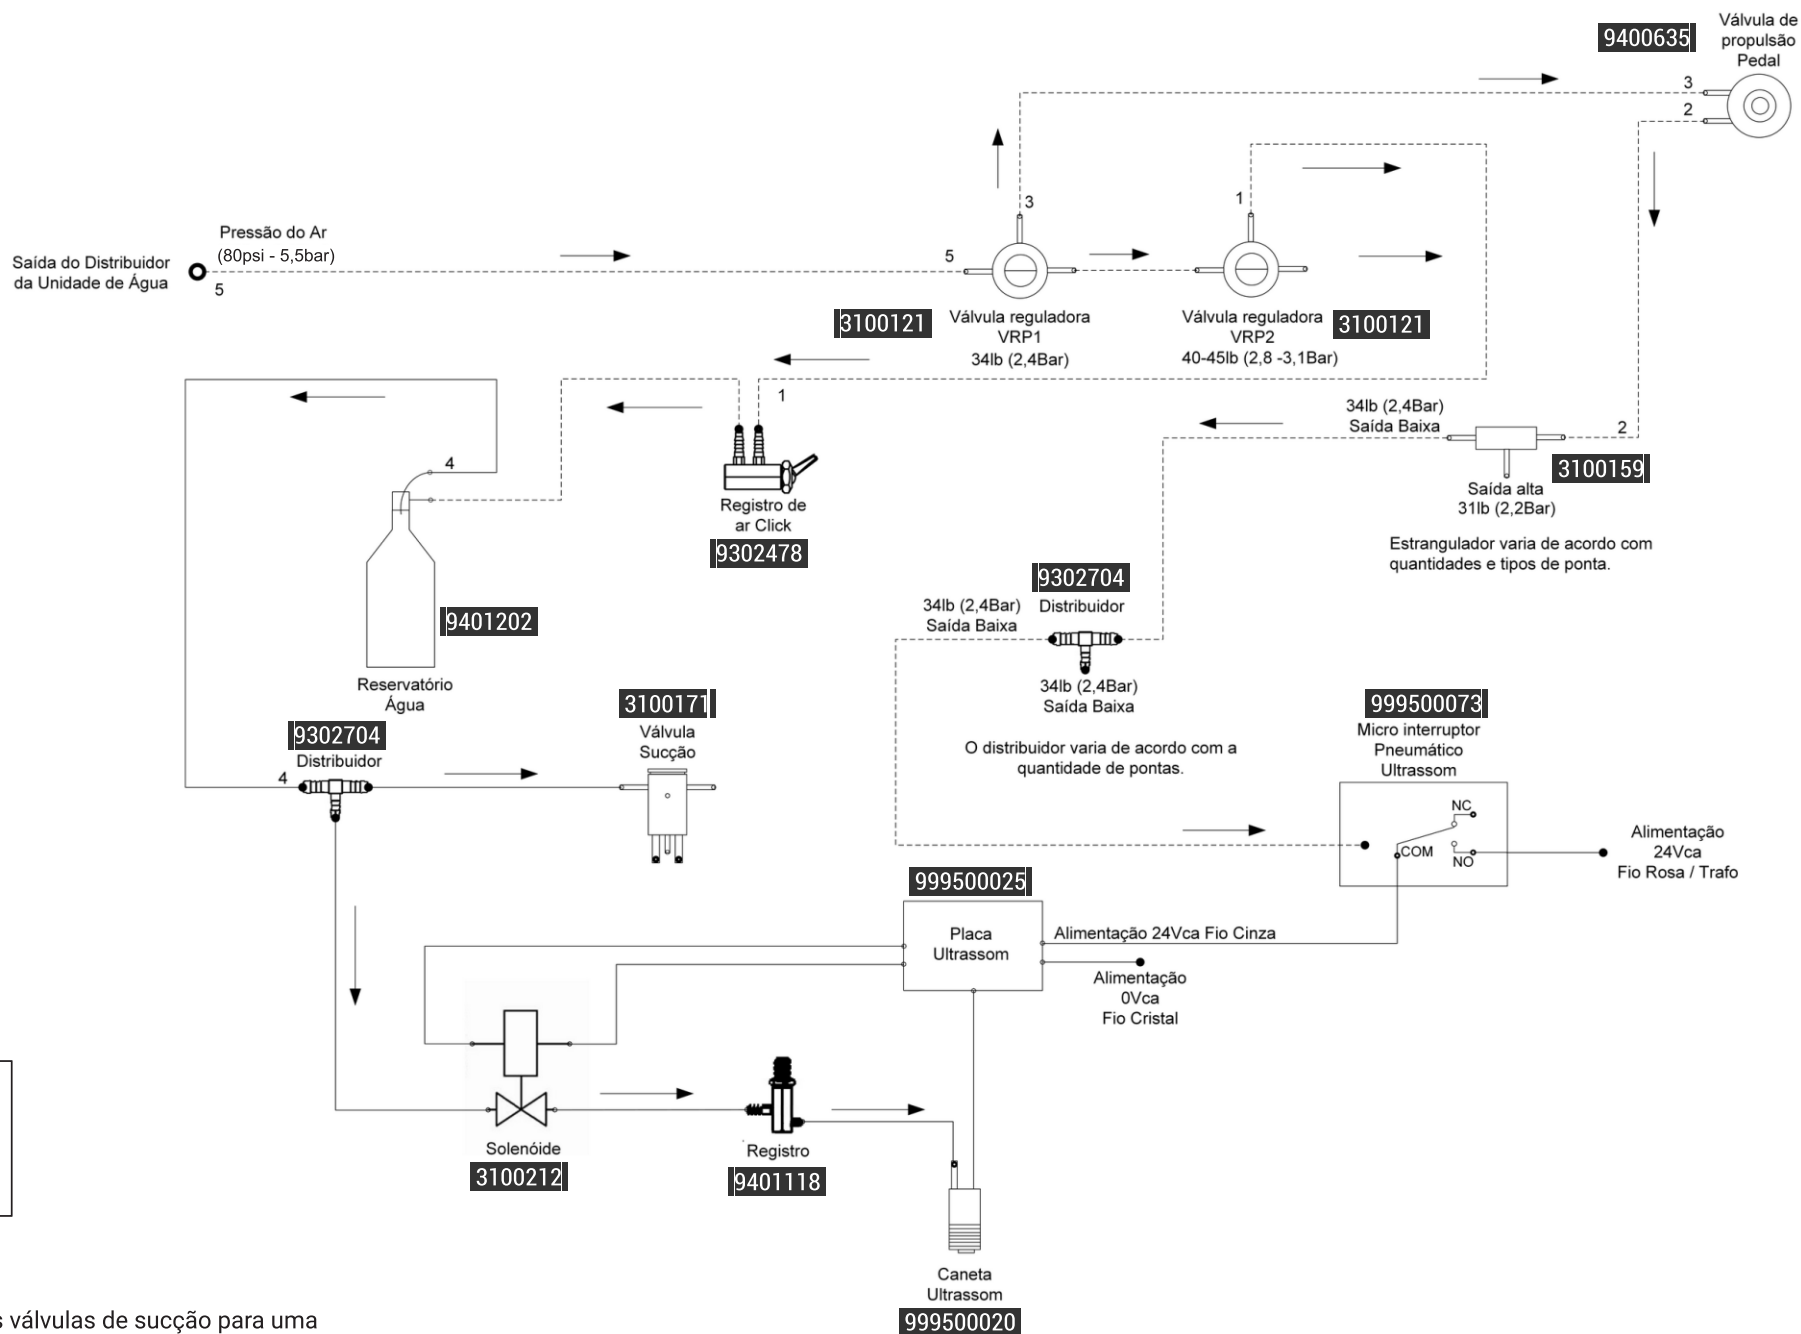 9400635
Válvula de
propulsão
Pedal
3
2
Pressão do Ar
(80psi - 5,5bar)
Saída do Distribuidor
da Unidade de Água
5
5
3
1
3100121
Válvula reguladora
VRP1
34lb (2,4Bar)
Válvula reguladora
VRP2
40-45lb (2,8 -3,1Bar)
3100121
1
34lb (2,4Bar)
Saída Baixa
2
3100159
Saída alta
31lb (2,2Bar)
Estrangulador varia de acordo com
quantidades e tipos de ponta.
4
Registro de
ar Click
9302478
9401202
Reservatório
Água
9302704
Distribuidor
34lb (2,4Bar)
Saída Baixa
34lb (2,4Bar)
Saída Baixa
O distribuidor varia de acordo com a
quantidade de pontas.
9302704
Distribuidor
4
3100171
Válvula
Sucção
999500073
Micro interruptor
Pneumático
Ultrassom
NC
COM
NO
Alimentação
24Vca
Fio Rosa / Trafo
999500025
Placa
Ultrassom
Alimentação 24Vca Fio Cinza
Alimentação
0Vca
Fio Cristal
Solenóide
3100212
Registro
9401118
Caneta
Ultrassom
999500020
s válvulas de sucção para uma